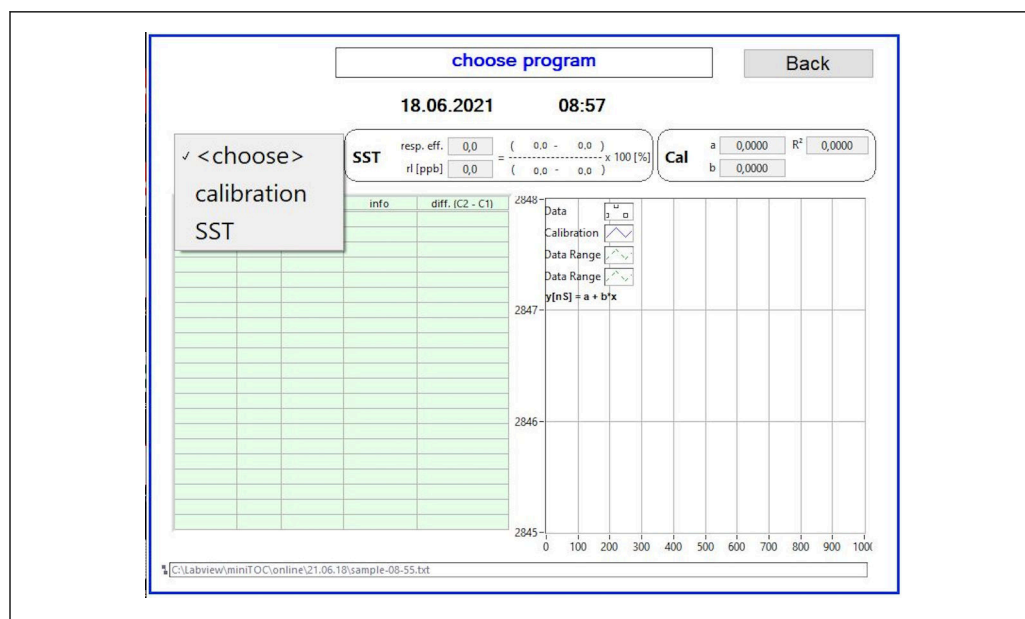 choose program
Back
18.06.2021 08:57
✓ <choose>
calibration
SST
SST
resp. eff. 0,0 = ( 0,0 - 0,0 ) x 100 [%]
rl [ppb] 0,0 ( 0,0 - 0,0 )
Cal a 0,0000 R² 0,0000
b 0,0000
info diff. (C2 - C1)
2848
Data
Calibration
Data Range
Data Range
y[nS] = a + b*x
2847
2846
2845
0 100 200 300 400 500 600 700 800 900 1000
C:\Labview\miniTOC\online\21.06.18\sample-08-55.txt